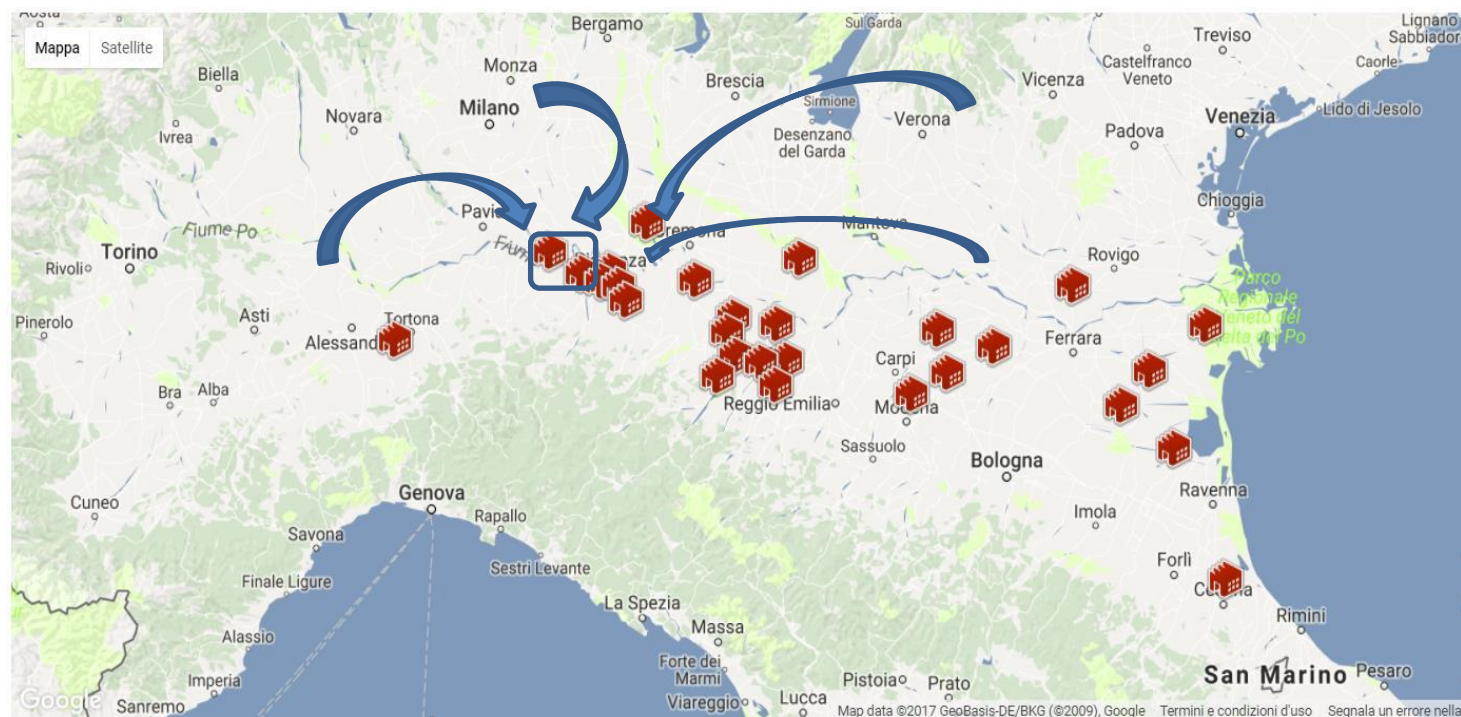 Aosta
Mappa
Satellite
Biella
Bergamo
Sul Garda
Treviso
Lignano
Sabbiador
Monza
Brescia
Castelfranco
Veneto
Caorle
Vicenza
Milano
Novara
Sirmione
Verona
Venezia
Lido di Jesolo
Ivrea
Desenzano
del Garda
Padova
Chioggia
Pavia
Fiume Po
Cremona
Mantova
Torino
Rivoli
Rovigo
Parco
Regionale
Veneto del
Delta del Po
Asti
Tortona
Pinerolo
Alessand
Ferrara
Carpi
Bra
Alba
Reggio Emilia
Modena
Sassuolo
Bologna
Genova
Cuneo
Rapallo
Ravenna
Imola
Savona
Sestri Levante
Forlì
Finale Ligure
Cesena
La Spezia
Rimini
Alassio
Massa
Forte dei
Marmi
San Marino
Pesaro
Imperia
Pistoia
Prato
Google
Sanremo
Viareggio
Lucca
Map data ©2017 GeoBasis-DE/BKG (©2009), Google
Termini e condizioni d'uso
Segnala un errore nella